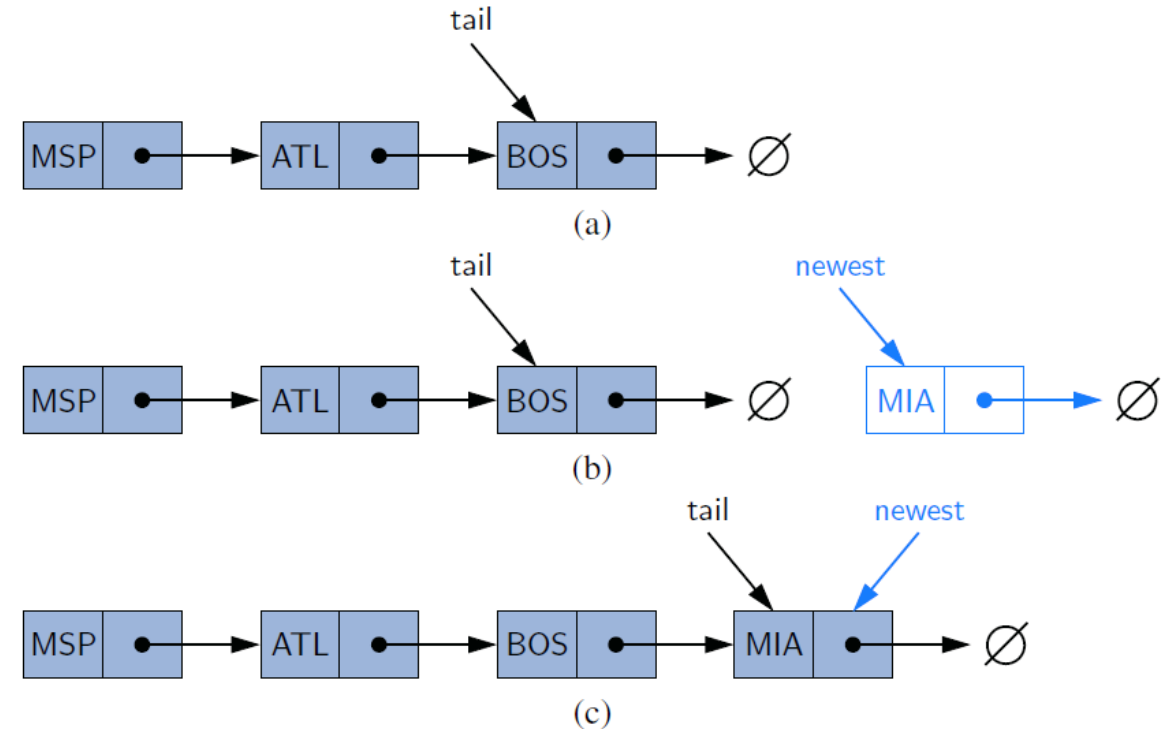 tail
MSP ATL BOS ∅
(a)
tail newest
MSP ATL BOS ∅ MIA ∅
(b)
tail newest
MSP ATL BOS MIA ∅
(c)